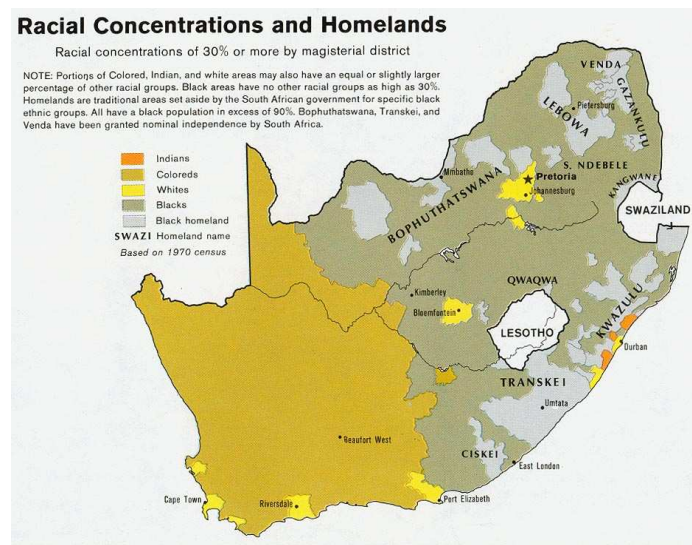 Racial Concentrations and Homelands
Racial concentrations of 30% or more by magisterial district
NOTE: Portions of Colored, Indian, and white areas may also have an equal or slightly larger
percentage of other racial groups. Black areas have no other racial groups as high as 30%.
Homelands are traditional areas set aside by the South African government for specific black
ethnic groups. All have a black population in excess of 90%. Bophuthatswana, Transkei, and
Venda have been granted nominal independence by South Africa.
Indians
Coloreds
Whites
Blacks
Black homeland
SWAZI Homeland name
Based on 1970 census
VENDA
GAZANKULU
LEBOWA
Pietersburg
S. NDEBELE
Mmbatho
Pretoria
Johannesburg
KANGWANE
BOPHUTHATSWANA
SWAZILAND
QWAQWA
Kimberley
Bloemfontein
LESOTHO
KWAZULU
Durban
TRANSKEI
Umtata
Beaufort West
CISKEI
East London
Cape Town
Riversdale
Port Elizabeth